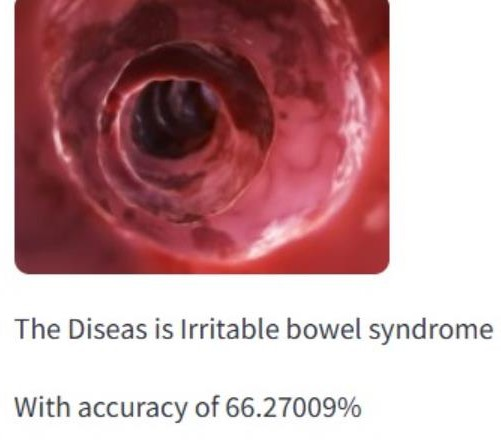 The Diseas is Irritable bowel syndrome
With accuracy of 66.27009%